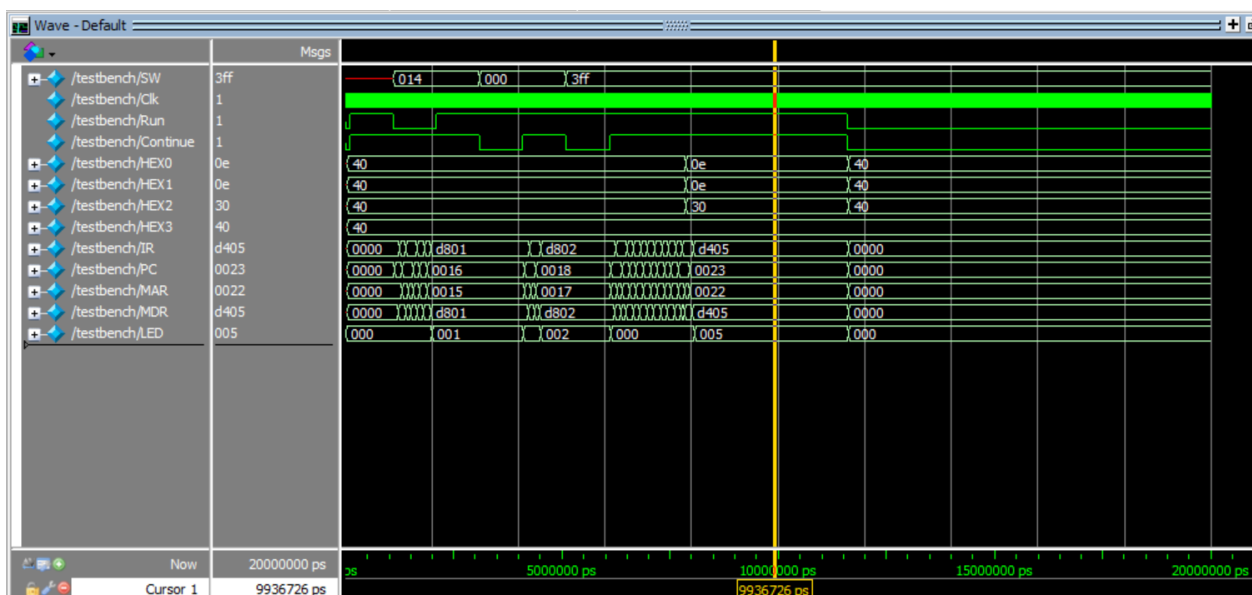 Wave - Default
Msgs
/testbench/SW 3ff 014 000 3ff
/testbench/Clk 1
/testbench/Run 1
/testbench/Continue 1
/testbench/HEX0 0e 40 0e 40
/testbench/HEX1 0e 40 0e 40
/testbench/HEX2 30 40 30 40
/testbench/HEX3 40 40
/testbench/IR d405 0000 d801 d802 d405 0000
/testbench/PC 0023 0000 0016 0018 0023 0000
/testbench/MAR 0022 0000 0015 0017 0022 0000
/testbench/MDR d405 0000 d801 d802 d405 0000
/testbench/LED 005 000 001 002 000 005 000
Now 20000000 ps ps 5000000 ps 10000000 ps 15000000 ps 20000000 ps
Cursor 1 9936726 ps 9936726 ps